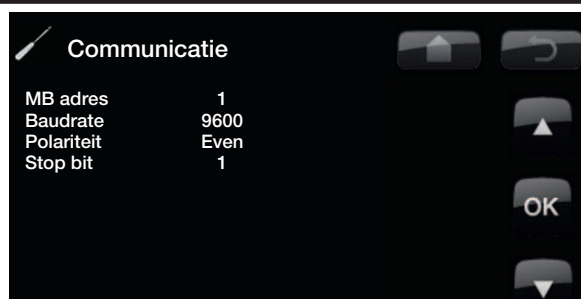 Communicatie
MB adres 1
Baudrate 9600
Polariteit Even
Stop bit 1
OK